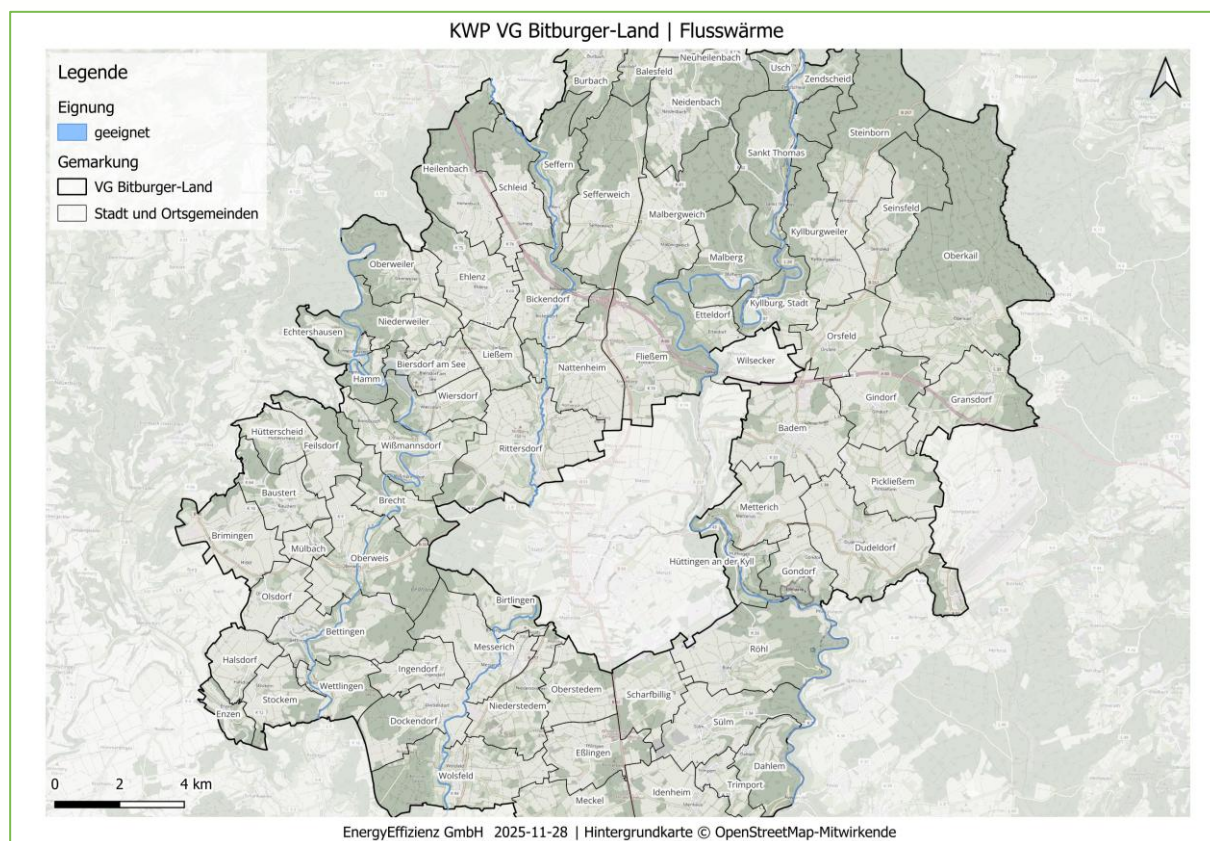 KWP VG Bitburger-Land | Flusswärme
Legende
Eignung
geeignet
Gemarkung
VG Bitburger-Land
Stadt und Ortsgemeinden
Neuheilenbach
Usch
Balesfeld
Zendscheid
Burbach
Neidenbach
Steinborn
Sankt Thomas
Seffern
Heilenbach
Schleid
Sefferweich
Seinsfeld
Malbergweich
Kyllburgweiler
Oberkail
Malberg
Oberweiler
Ehlenz
Bickendorf
Kyllburg, Stadt
Etteldorf
Niederweiler
Echtershausen
Orsfeld
Ließem
Fließem
Wilsecker
Biersdorf am See
Nattenheim
Hamm
Wiersdorf
Gindorf
Gransdorf
Badem
Hütterscheid
Feilsdorf
Wißmannsdorf
Rittersdorf
Pickließem
Baustert
Brecht
Metterich
Brimingen
Mülbach
Oberweis
Dudeldorf
Hüttingen an der Kyll
Gondorf
Olsdorf
Birtlingen
Bettingen
Messerich
Röhl
Halsdorf
Ingendorf
Wettlingen
Oberstedem
Scharfbillig
Stockem
Niederstedem
Enzen
Dockendorf
Sülm
Eßlingen
Dahlem
Wolsfeld
Trimport
Idenheim
Meckel
0 2 4 km
EnergyEffizienz GmbH 2025-11-28 | Hintergrundkarte © OpenStreetMap-Mitwirkende